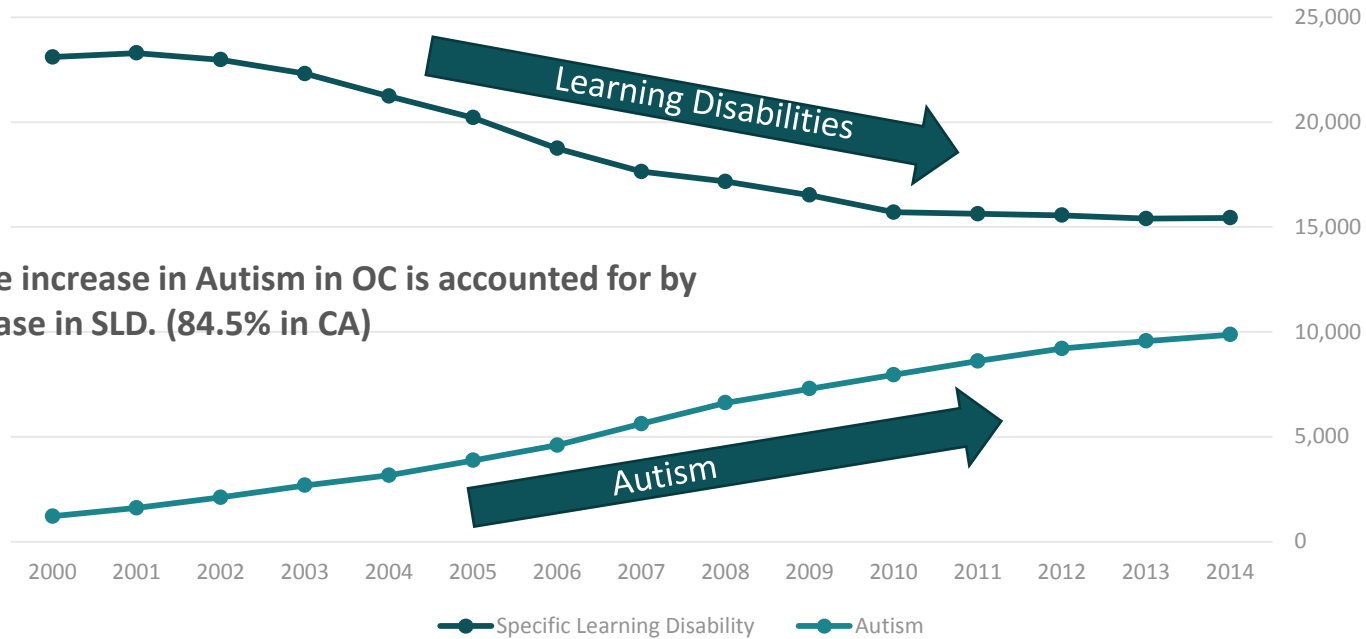 25,000
Learning Disabilities
20,000
15,000
e increase in Autism in OC is accounted for by
ase in SLD. (84.5% in CA)
10,000
5,000
Autism
0
2000 2001 2002 2003 2004 2005 2006 2007 2008 2009 2010 2011 2012 2013 2014
Specific Learning Disability Autism